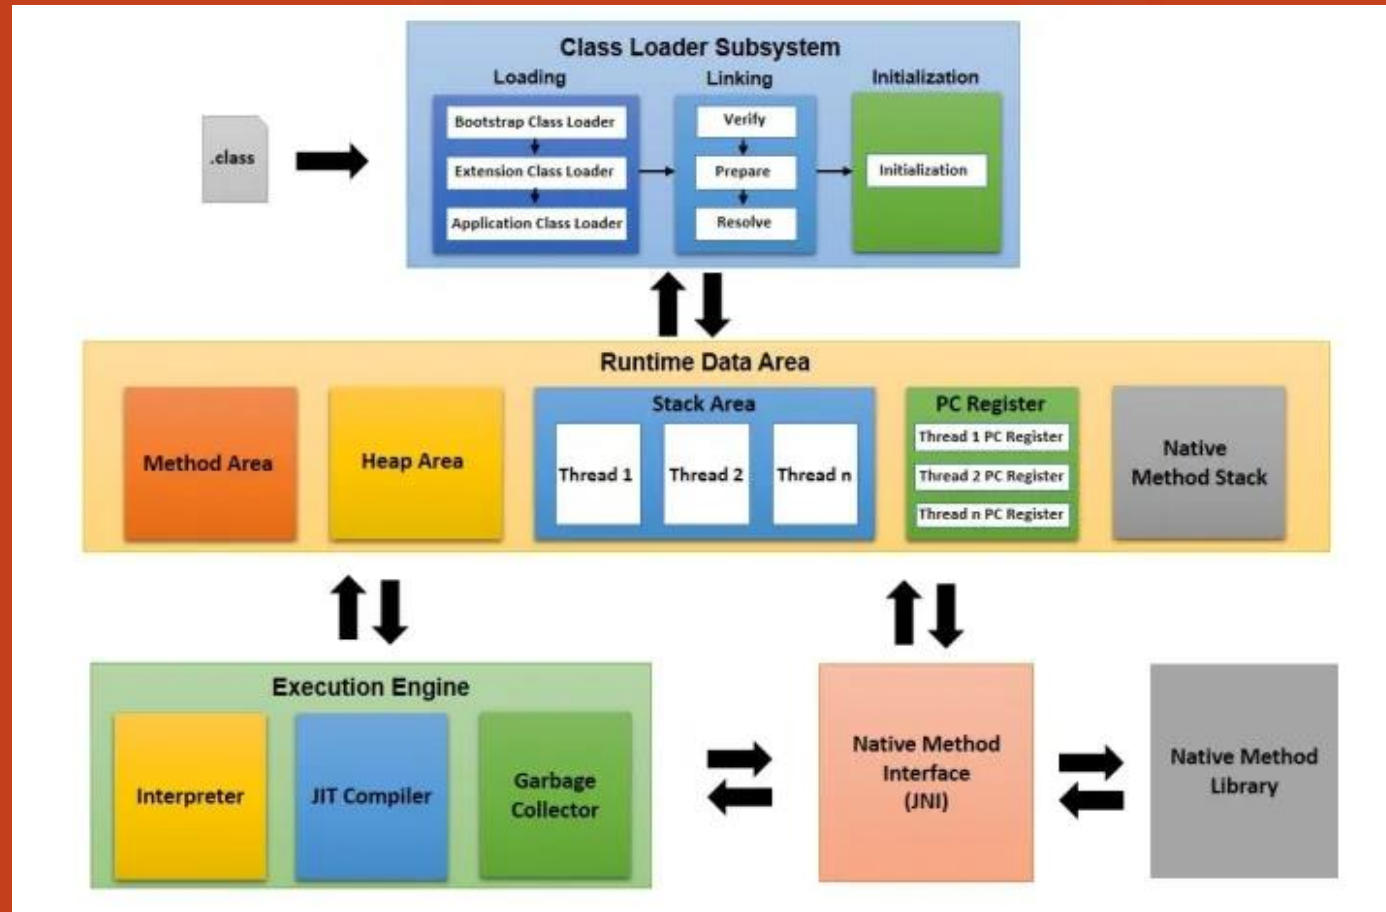 Class Loader Subsystem
Loading
Linking
Initialization
.class
Bootstrap Class Loader
Extension Class Loader
Application Class Loader
Verify
Prepare
Resolve
Initialization
Runtime Data Area
Method Area
Heap Area
Stack Area
Thread 1
Thread 2
Thread n
PC Register
Thread 1 PC Register
Thread 2 PC Register
Thread n PC Register
Native
Method Stack
Execution Engine
Interpreter
JIT Compiler
Garbage
Collector
Native Method
Interface
(JNI)
Native Method
Library